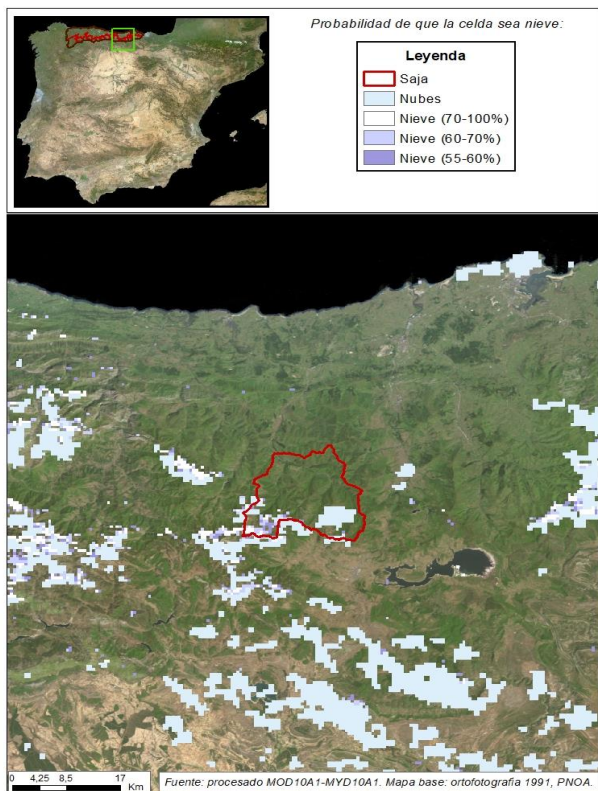 Probabilidad de que la celda sea nieve:
Leyenda
Saja
Nubes
Nieve (70-100%)
Nieve (60-70%)
Nieve (55-60%)
0 4,25 8,5 17
Km
Fuente: procesado MOD10A1-MYD10A1. Mapa base: ortofotografia 1991, PNOA.